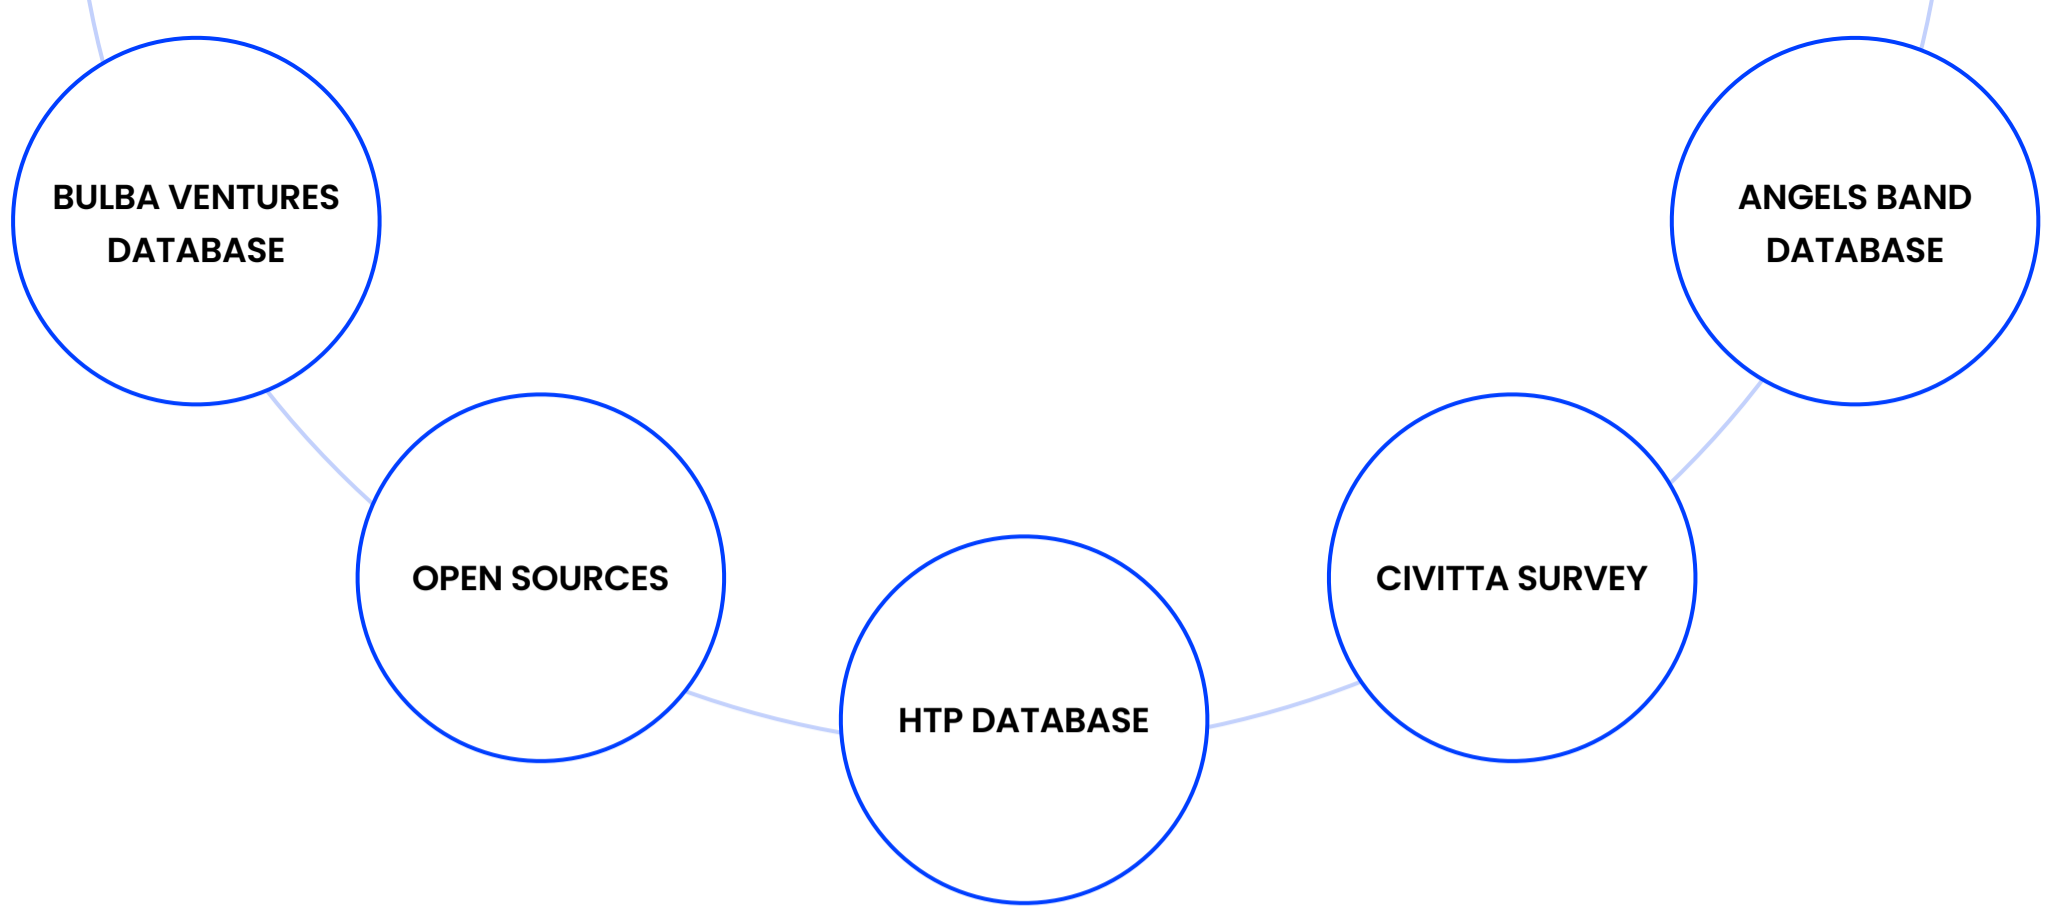 BULBA VENTURES
DATABASE
ANGELS BAND
DATABASE
OPEN SOURCES
CIVITTA SURVEY
HTP DATABASE